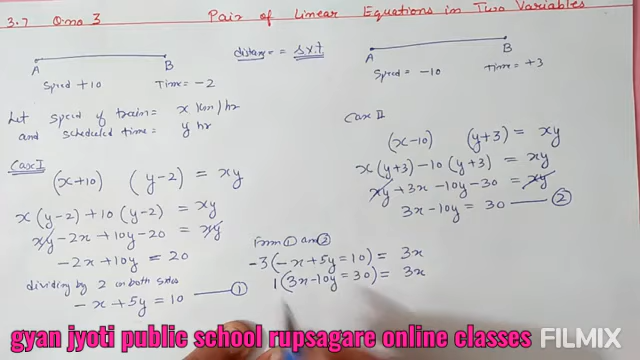 3.7 Qno 3 Pair of Linear Equations in Two Variables
A B
Speed +10 Time = -2
distance = s x t
A B
Speed = -10 Time = +3
Let speed of train = x km/hr
and scheduled time = y hr
Case I
(x+10) (y-2) = xy
x(y-2)+10(y-2) = xy
xy-2x+10y-20 = xy
-2x+10y = 20
dividing by 2 on both sides
-x+5y = 10 ①
Case II
(x-10) (y+3) = xy
x(y+3)-10(y+3) = xy
xy+3x-10y-30 = xy
3x-10y = 30 ②
From ① and ②
-3(-x+5y=10) = 3x
1(3x-10y=30) = 3x
gyan jyoti public school rupsagare online classes
FILMIX